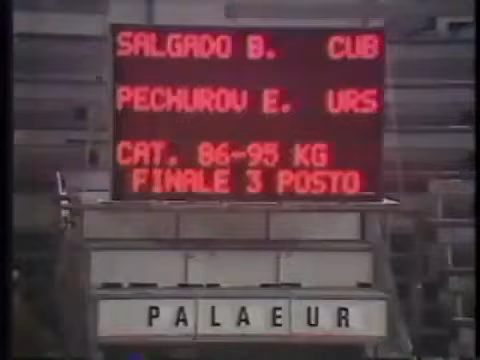 SALGADO B. CUB
PECHUROV E. URS
CAT. 86-95 KG
FINALE 3 POSTO
PALAEUR